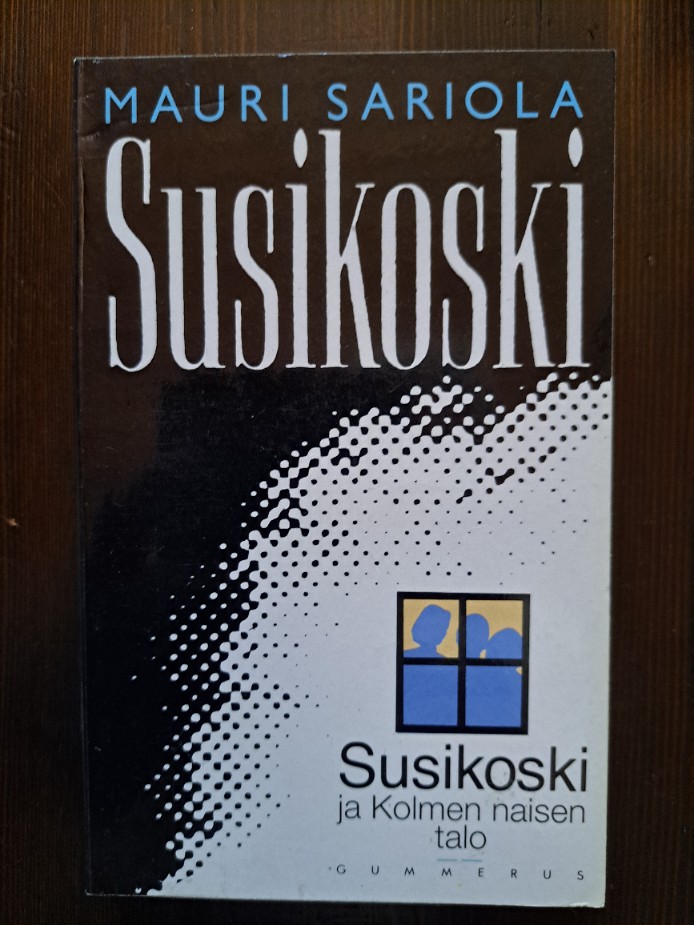 MAURI SARIOLA
Susikoski
Susikoski
ja Kolmen naisen
talo
GUMMERUS